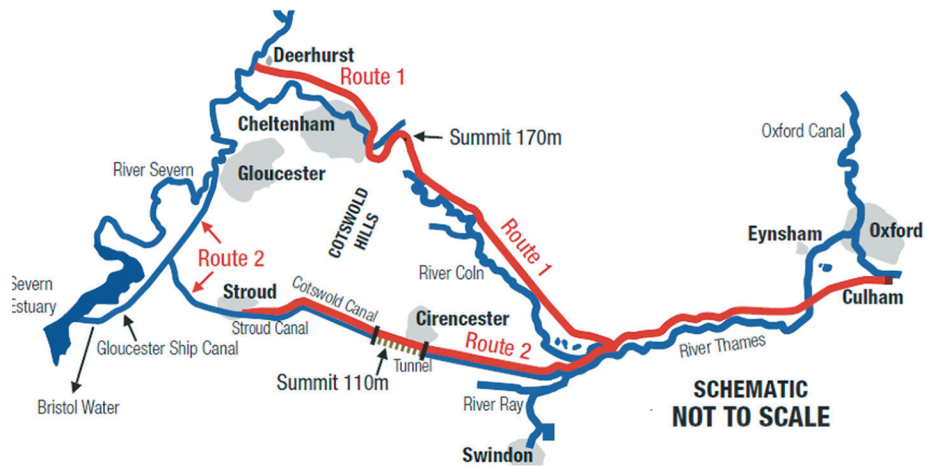 Deerhurst
Route 1
Cheltenham
Summit 170m
Oxford Canal
River Severn
Gloucester
COTSWOLD
HILLS
Route 1
Eynsham
Oxford
Route 2
River Coln
Severn
Estuary
Stroud
Cotswold Canal
Culham
Stroud Canal
Cirencester
Route 2
River Thames
Gloucester Ship Canal
Tunnel
Summit 110m
Bristol Water
River Ray
SCHEMATIC
NOT TO SCALE
Swindon